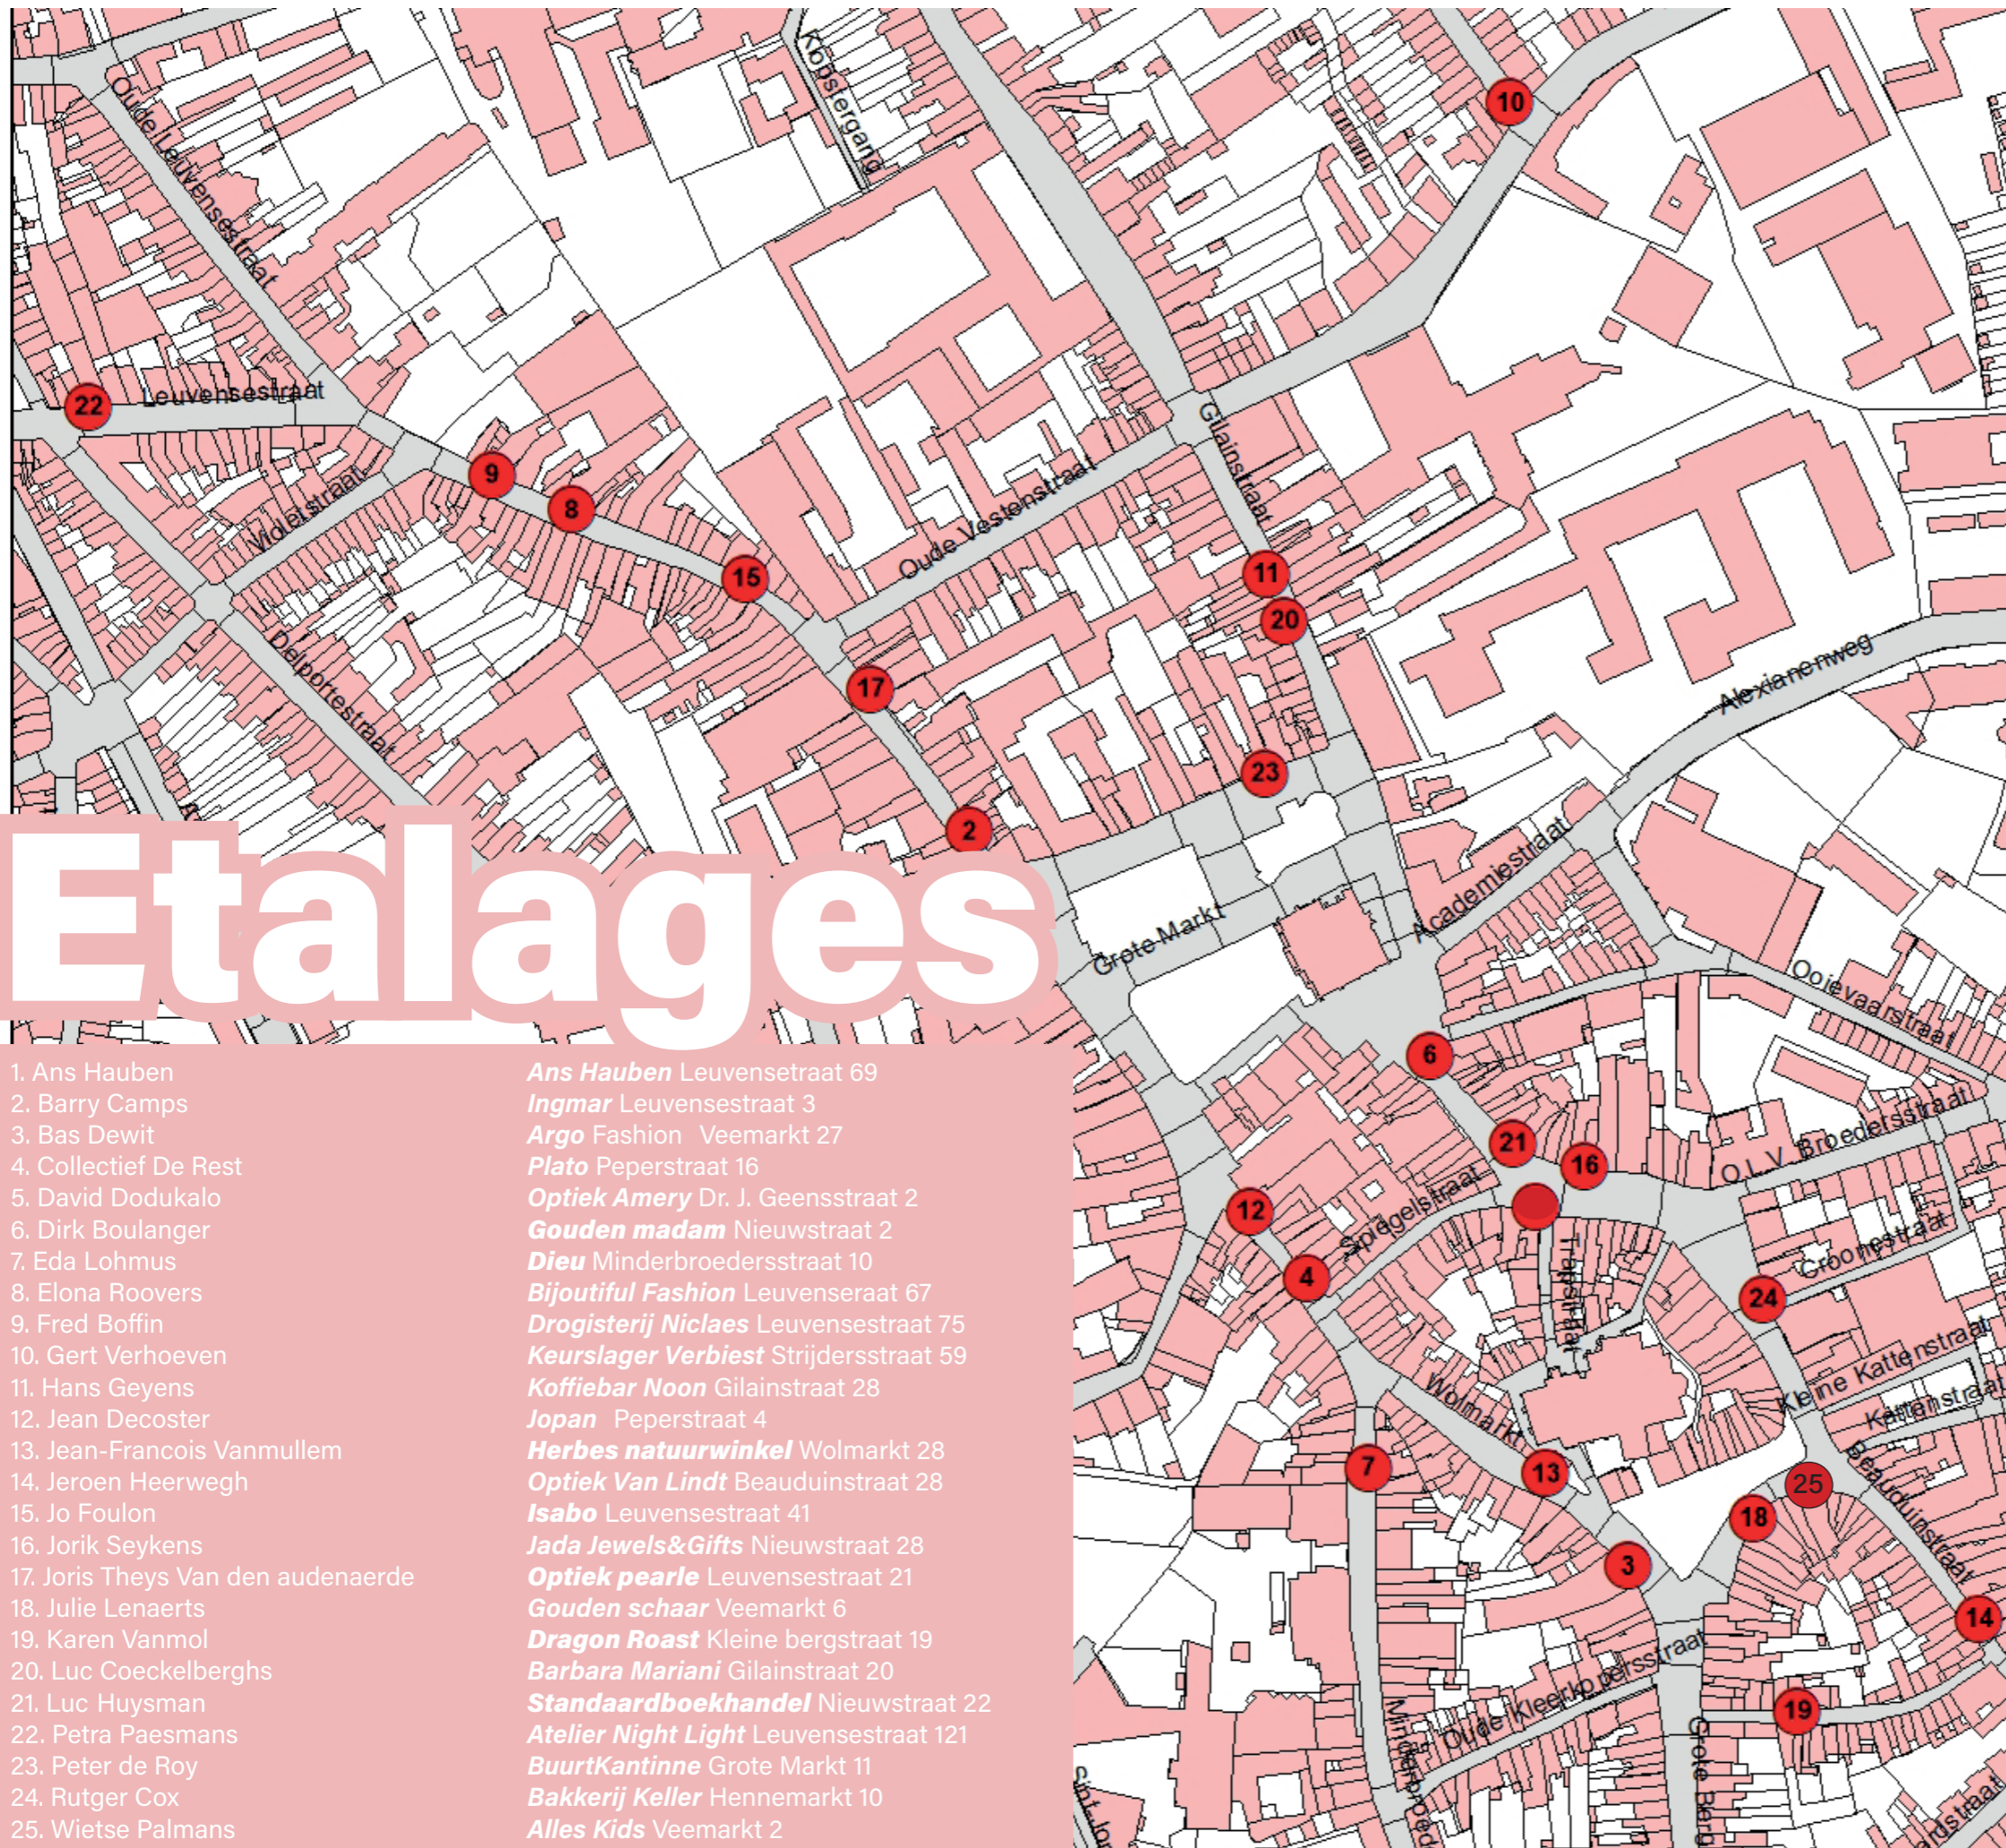 Kloostergang
10
Oude Leuvensestraat
22
Leuvensestraat
Gilainstraat
9
8
Violetstraat
Oude Vestenstraat
15
11
20
Delportestraat
17
Alexianenweg
23
2
Academiestraat
Grote Markt
Ooievaarstraat
6
21
16
O.L.V. Broedersstraat
12
Spiegelstraat
4
Trapstraat
Croonestraat
24
Kleine Kattenstraat
Kattenstraat
Wolmarkt
7
13
25
Beauduinstraat
18
3
14
Oude Kleerkopersstraat
19
Minderbroed
Grote Berg
Sint-Jor
Etalages
1. Ans Hauben Ans Hauben Leuvensetraat 69
2. Barry Camps Ingmar Leuvensestraat 3
3. Bas Dewit Argo Fashion Veemarkt 27
4. Collectief De Rest Plato Peperstraat 16
5. David Dodukalo Optiek Amery Dr. J. Geensstraat 2
6. Dirk Boulanger Gouden madam Nieuwstraat 2
7. Eda Lohmus Dieu Minderbroedersstraat 10
8. Elona Roovers Bijoutiful Fashion Leuvenseraat 67
9. Fred Boffin Drogisterij Niclaes Leuvensestraat 75
10. Gert Verhoeven Keurslager Verbiest Strijdersstraat 59
11. Hans Geyens Koffiebar Noon Gilainstraat 28
12. Jean Decoster Jopan Peperstraat 4
13. Jean-Francois Vanmullem Herbes natuurwinkel Wolmarkt 28
14. Jeroen Heerwegh Optiek Van Lindt Beauduinstraat 28
15. Jo Foulon Isabo Leuvensestraat 41
16. Jorik Seykens Jada Jewels&Gifts Nieuwstraat 28
17. Joris Theys Van den audenaerde Optiek pearle Leuvensestraat 21
18. Julie Lenaerts Gouden schaar Veemarkt 6
19. Karen Vanmol Dragon Roast Kleine bergstraat 19
20. Luc Coeckelberghs Barbara Mariani Gilainstraat 20
21. Luc Huysman Standaardboekhandel Nieuwstraat 22
22. Petra Paesmans Atelier Night Light Leuvensestraat 121
23. Peter de Roy BuurtKantinne Grote Markt 11
24. Rutger Cox Bakkerij Keller Hennemarkt 10
25. Wietse Palmans Alles Kids Veemarkt 2